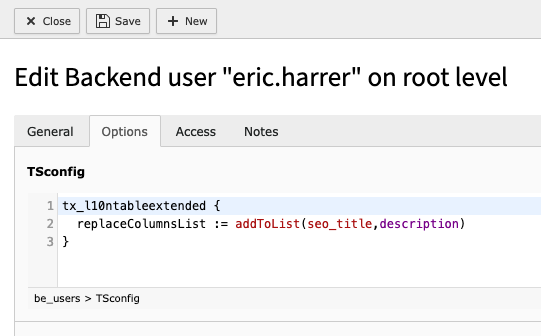 Close Save New
Edit Backend user "eric.harrer" on root level
General Options Access Notes
TSconfig
1 tx_l10ntableextended {
2 replaceColumnsList := addToList(seo_title,description)
3 }
be_users > TSconfig